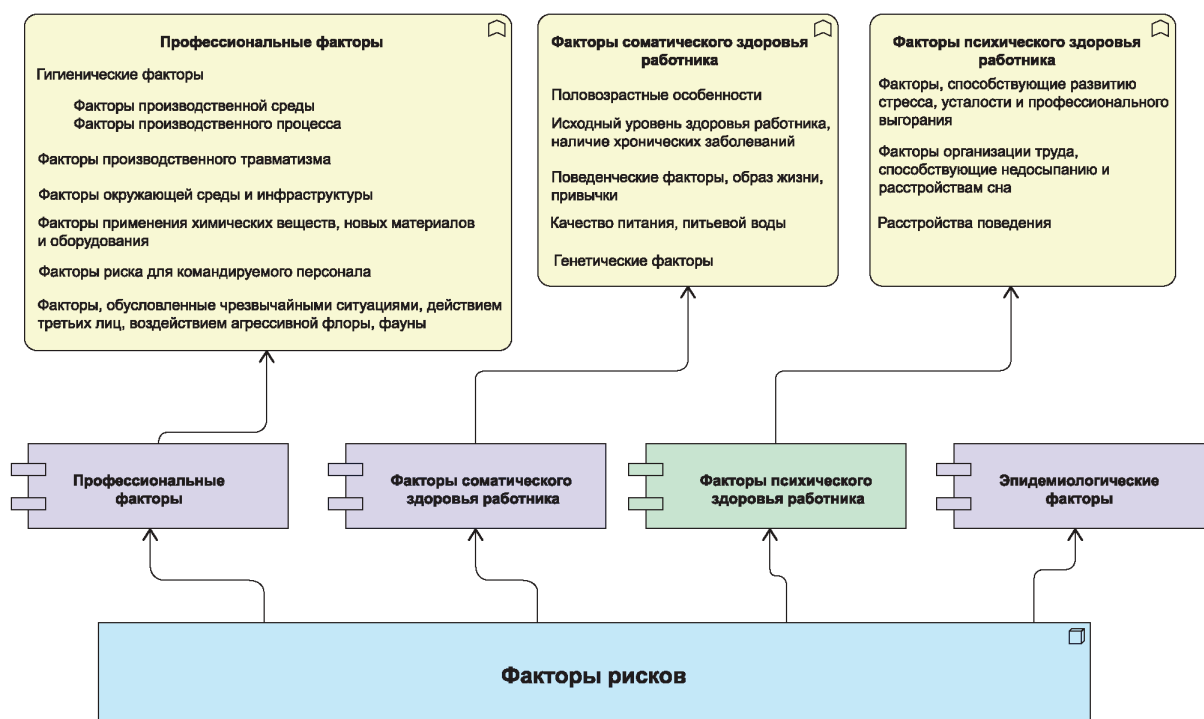 Профессиональные факторы
Гигиенические факторы
Факторы производственной среды
Факторы производственного процесса
Факторы производственного травматизма
Факторы окружающей среды и инфраструктуры
Факторы применения химических веществ, новых материалов
и оборудования
Факторы риска для командируемого персонала
Факторы, обусловленные чрезвычайными ситуациями, действием
третьих лиц, воздействием агрессивной флоры, фауны
Факторы соматического здоровья
работника
Половозрастные особенности
Исходный уровень здоровья работника,
наличие хронических заболеваний
Поведенческие факторы, образ жизни,
привычки
Качество питания, питьевой воды
Генетические факторы
Факторы психического здоровья
работника
Факторы, способствующие развитию
стресса, усталости и профессионального
выгорания
Факторы организации труда,
способствующие недосыпанию и
расстройствам сна
Расстройства поведения
Профессиональные
факторы
Факторы соматического
здоровья работника
Факторы психического
здоровья работника
Эпидемиологические
факторы
Факторы рисков